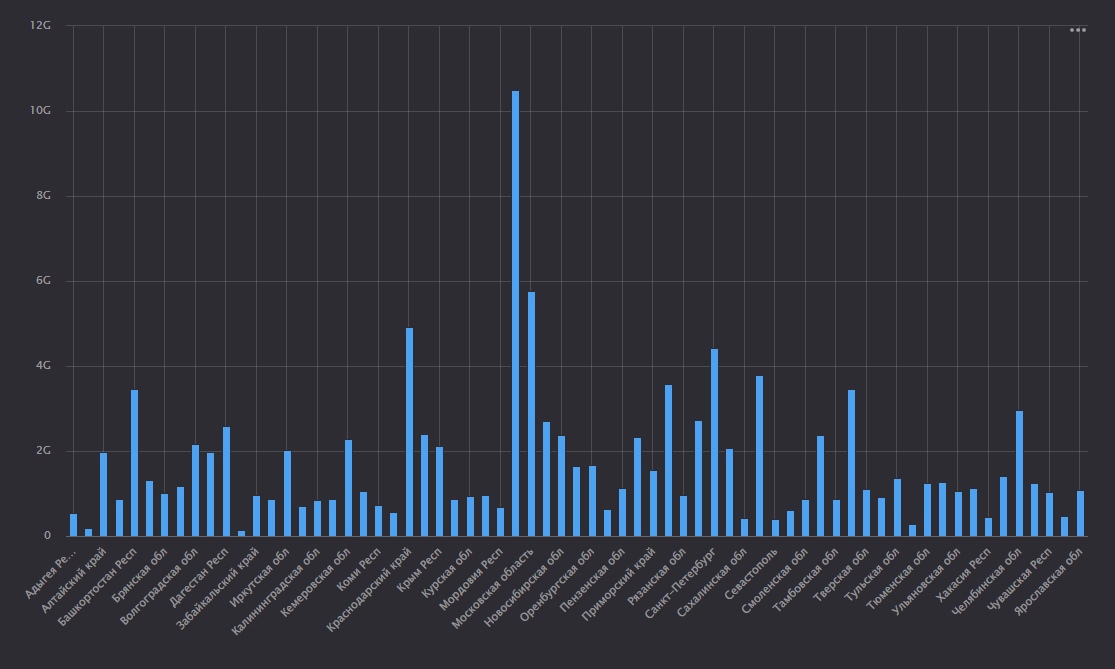 12G
10G
8G
6G
4G
2G
0
Адыгея Ре...
Алтайский край
Башкортостан Респ
Брянская обл
Волгоградская обл
Дагестан Респ
Забайкальский край
Иркутская обл
Калининградская обл
Кемеровская обл
Коми Респ
Краснодарский край
Крым Респ
Курская обл
Мордовия Респ
Московская область
Новосибирская обл
Оренбургская обл
Пензенская обл
Приморский край
Рязанская обл
Санкт-Петербург
Сахалинская обл
Севастополь
Смоленская обл
Тамбовская обл
Тверская обл
Тульская обл
Тюменская обл
Ульяновская обл
Хакасия Респ
Челябинская обл
Чувашская Респ
Ярославская обл